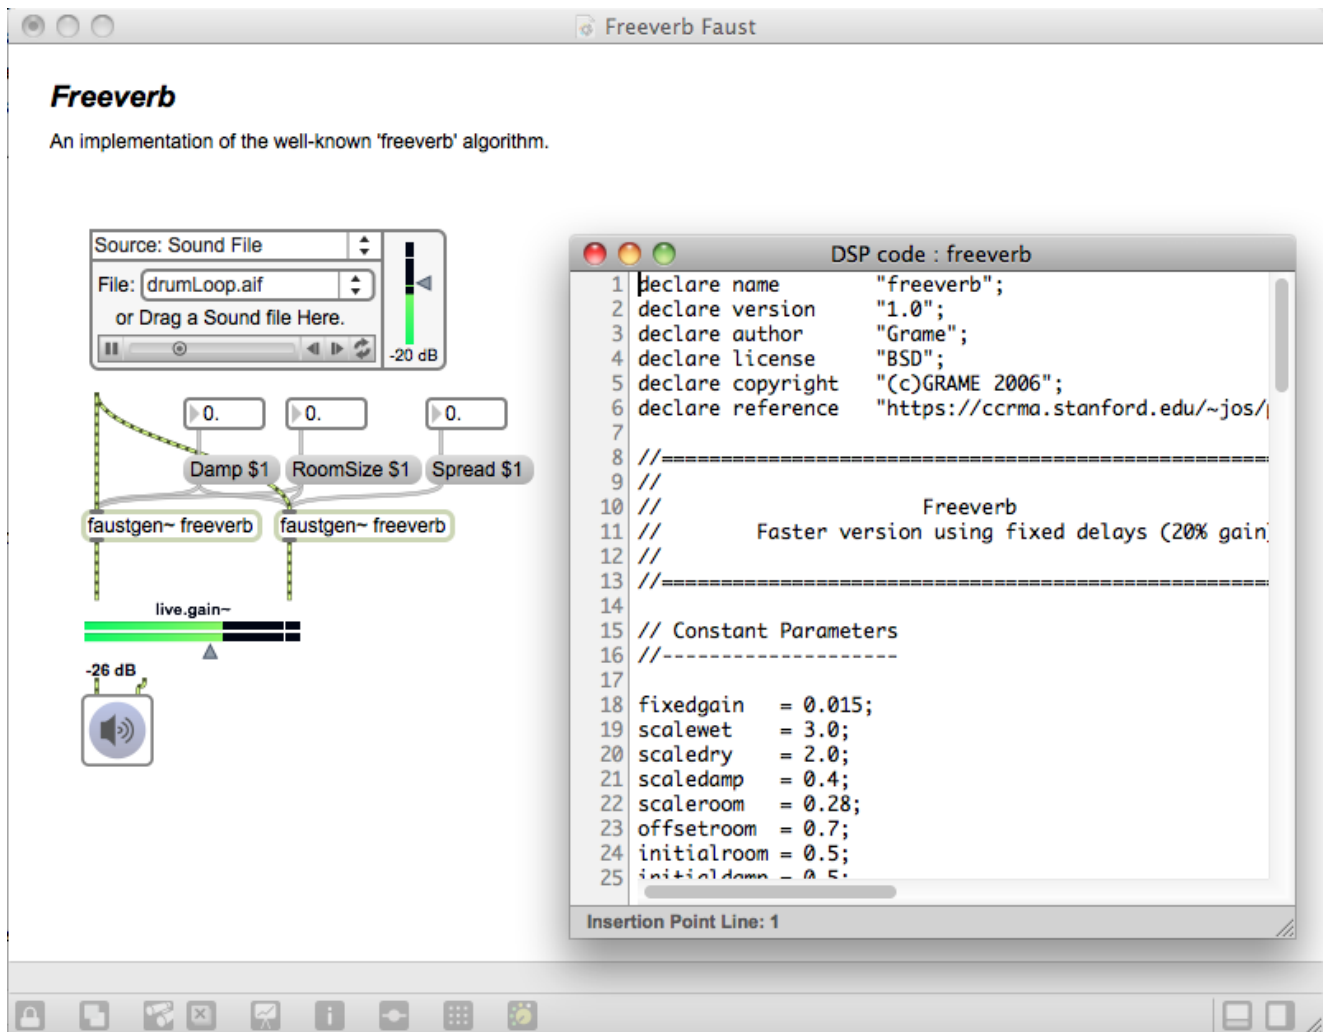 Freeverb Faust
Freeverb
An implementation of the well-known 'freeverb' algorithm.
Source: Sound File
File: drumLoop.aif
or Drag a Sound file Here.
-20 dB
0.
0.
0.
Damp $1
RoomSize $1
Spread $1
faustgen~ freeverb
faustgen~ freeverb
live.gain~
-26 dB
DSP code : freeverb
1 declare name "freeverb";
2 declare version "1.0";
3 declare author "Grame";
4 declare license "BSD";
5 declare copyright "(c)GRAME 2006";
6 declare reference "https://ccrma.stanford.edu/~jos/
7
8 //====================================================
9 //
10 // Freeverb
11 // Faster version using fixed delays (20% gain)
12 //
13 //====================================================
14
15 // Constant Parameters
16 //--------------------
17
18 fixedgain = 0.015;
19 scalewet = 3.0;
20 scaledry = 2.0;
21 scaledamp = 0.4;
22 scaleroom = 0.28;
23 offsetroom = 0.7;
24 initialroom = 0.5;
25 initialdamp = 0.5;
Insertion Point Line: 1